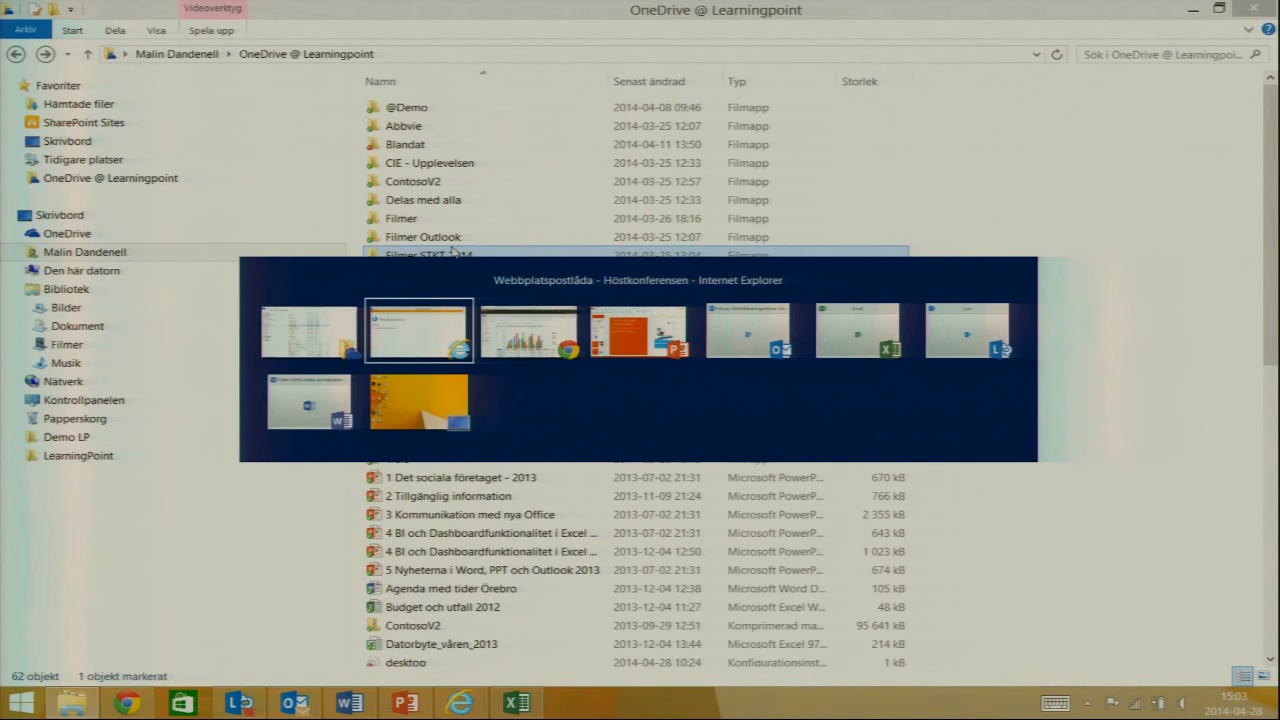 Videoverktyg
OneDrive @ Learningpoint
Arkiv Start Dela Visa Spela upp
Malin Dandenell OneDrive @ Learningpoint
Sök i OneDrive @ Learningpoi...
Namn Senast ändrad Typ Storlek
Favoriter
Hämtade filer
SharePoint Sites
Skrivbord
Tidigare platser
OneDrive @ Learningpoint
Skrivbord
OneDrive
Malin Dandenell
Den här datorn
Bibliotek
Bilder
Dokument
Filmer
Musik
Nätverk
Kontrollpanelen
Papperskorg
Demo LP
LearningPoint
@Demo 2014-04-08 09:46 Filmapp
Abbvie 2014-03-25 12:07 Filmapp
Blandat 2014-04-11 13:50 Filmapp
CIE - Upplevelsen 2014-03-25 12:33 Filmapp
ContosoV2 2014-03-25 12:57 Filmapp
Delas med alla 2014-03-25 12:33 Filmapp
Filmer 2014-03-26 18:16 Filmapp
Filmer Outlook 2014-03-25 12:07 Filmapp
Filmer STKT 2014
Webbplatspostlåda - Höstkonferensen - Internet Explorer
1 Det sociala företaget - 2013 2013-07-02 21:31 Microsoft PowerP... 670 kB
2 Tillgänglig information 2013-11-09 21:24 Microsoft PowerP... 766 kB
3 Kommunikation med nya Office 2013-07-02 21:31 Microsoft PowerP... 2 355 kB
4 BI och Dashboardfunktionalitet i Excel ... 2013-07-02 21:31 Microsoft PowerP... 643 kB
4 BI och Dashboardfunktionalitet i Excel ... 2013-12-04 12:50 Microsoft PowerP... 1 023 kB
5 Nyheterna i Word, PPT och Outlook 2013 2013-07-02 21:31 Microsoft PowerP... 674 kB
Agenda med tider Örebro 2013-12-04 12:38 Microsoft Word D... 105 kB
Budget och utfall 2012 2013-12-04 11:27 Microsoft Excel W... 48 kB
ContosoV2 2013-09-29 12:51 Komprimerad ma... 95 641 kB
Datorbyte_våren_2013 2013-12-04 13:44 Microsoft Excel 97... 214 kB
desktop 2014-04-28 10:24 Konfigurationsinst... 1 kB
62 objekt 1 objekt markerat
15:03
2014-04-28